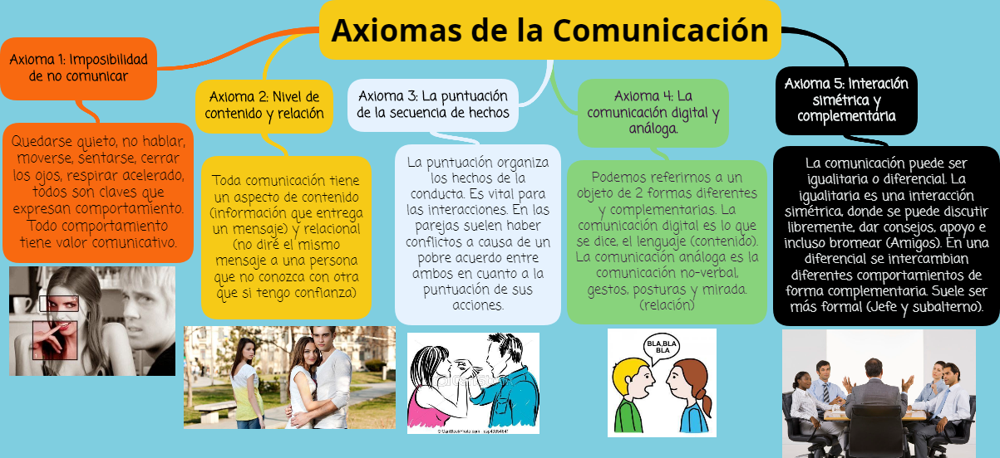 Axiomas de la Comunicación
Axioma 1: Imposibilidad
de no comunicar
Quedarse quieto, no hablar,
moverse, sentarse, cerrar
los ojos, respirar acelerado,
todos son claves que
expresan comportamiento.
Todo comportamiento
tiene valor comunicativo.
Axioma 2: Nivel de
contenido y relación
Toda comunicación tiene
un aspecto de contenido
(información que entrega
un mensaje) y relacional
(no diré el mismo
mensaje a una persona
que no conozca con otra
que si tengo confianza)
Axioma 3: La puntuación
de la secuencia de hechos
La puntuación organiza
los hechos de la
conducta. Es vital para
las interacciones. En las
parejas suelen haber
conflictos a causa de un
pobre acuerdo entre
ambos en cuanto a la
puntuación de sus
acciones.
© CanStockPhoto.com
Axioma 4: La
comunicación digital y
análoga.
Podemos referirnos a un
objeto de 2 formas diferentes
y complementarias. La
comunicación digital es lo que
se dice, el lenguaje (contenido).
La comunicación análoga es la
comunicación no-verbal,
gestos, posturas y mirada.
(relación)
BLA,BLA
BLA
Axioma 5: Interación
simétrica y
complementaria
La comunicación puede ser
igualitaria o diferencial. La
igualitaria es una interacción
simétrica, donde se puede discutir
libremente, dar consejos, apoyo e
incluso bromear (Amigos). En una
diferencial se intercambian
diferentes comportamientos de
forma complementaria. Suele ser
más formal (Jefe y subalterno).